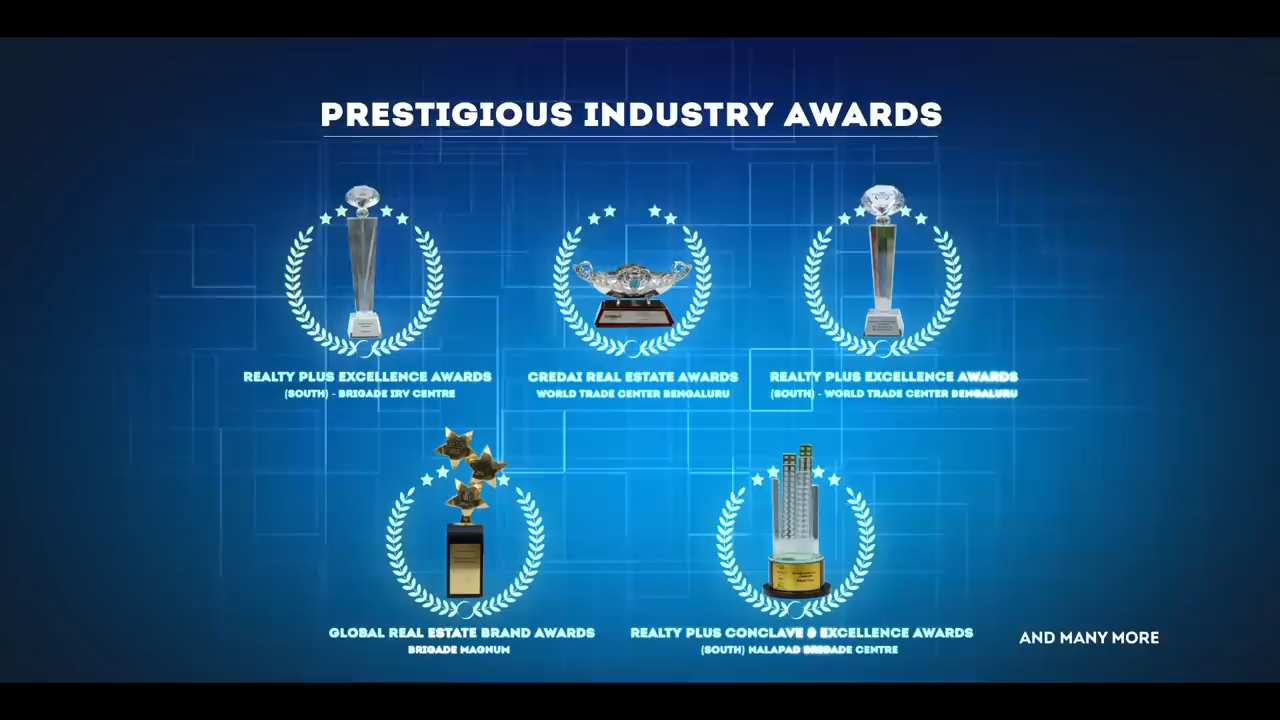 PRESTIGIOUS INDUSTRY AWARDS
REALTY PLUS EXCELLENCE AWARDS
(SOUTH) - BRIGADE IRV CENTRE
CREDAI REAL ESTATE AWARDS
WORLD TRADE CENTER BENGALURU
REALTY PLUS EXCELLENCE AWARDS
(SOUTH) - WORLD TRADE CENTER BENGALURU
GLOBAL REAL ESTATE BRAND AWARDS
BRIGADE MAGNUM
REALTY PLUS CONCLAVE & EXCELLENCE AWARDS
(SOUTH) NALAPAD BRIGADE CENTRE
AND MANY MORE